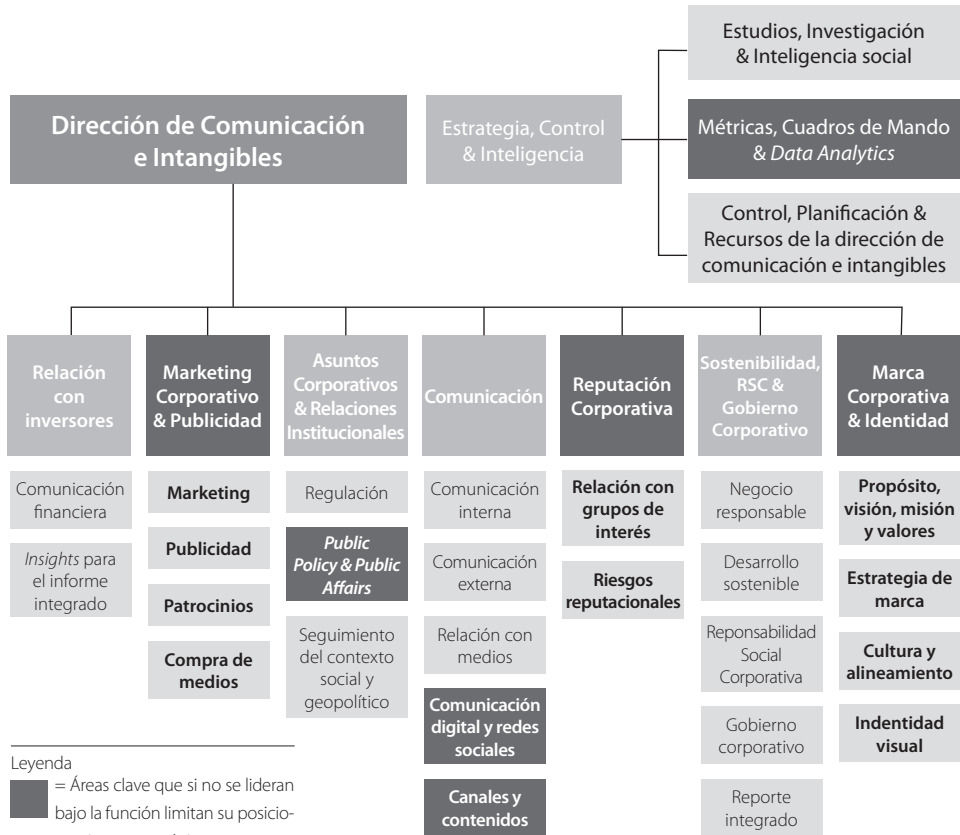 Estudios, Investigación
& Inteligencia social
Dirección de Comunicación
e Intangibles
Estrategia, Control
& Inteligencia
Métricas, Cuadros de Mando
& Data Analytics
Control, Planificación &
Recursos de la dirección de
comunicación e intangibles
Relación
con
inversores
Comunicación
financiera
Insights para
el informe
integrado
Marketing
Corporativo
& Publicidad
Marketing
Publicidad
Patrocinios
Compra de
medios
Asuntos
Corporativos
& Relaciones
Institucionales
Regulación
Public
Policy & Public
Affairs
Seguimiento
del contexto
social y
geopolítico
Comunicación
Comunicación
interna
Comunicación
externa
Relación con
medios
Comunicación
digital y redes
sociales
Canales y
contenidos
Reputación
Corporativa
Relación con
grupos de
interés
Riesgos
reputacionales
Sostenibilidad,
RSC &
Gobierno
Corporativo
Negocio
responsable
Desarrollo
sostenible
Reponsabilidad
Social
Corporativa
Gobierno
corporativo
Reporte
integrado
Marca
Corporativa
& Identidad
Propósito,
visión, misión
y valores
Estrategia de
marca
Cultura y
alineamiento
Indentidad
visual
Leyenda
= Áreas clave que si no se lideran
bajo la función limitan su posicio-